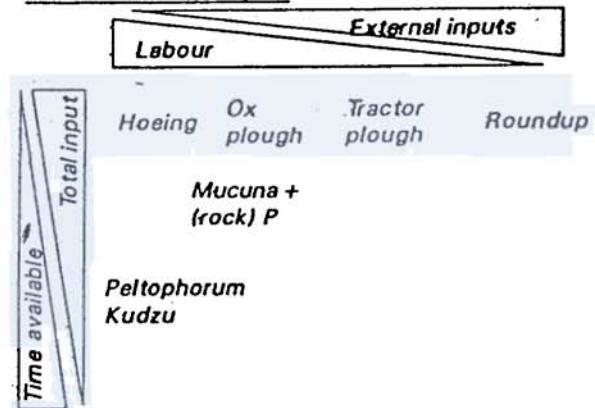 External inputs
Labour
Total input
Time available
Hoeing Ox plough Tractor plough Roundup
Mucuna +
(rock) P
Peltophorum
Kudzu